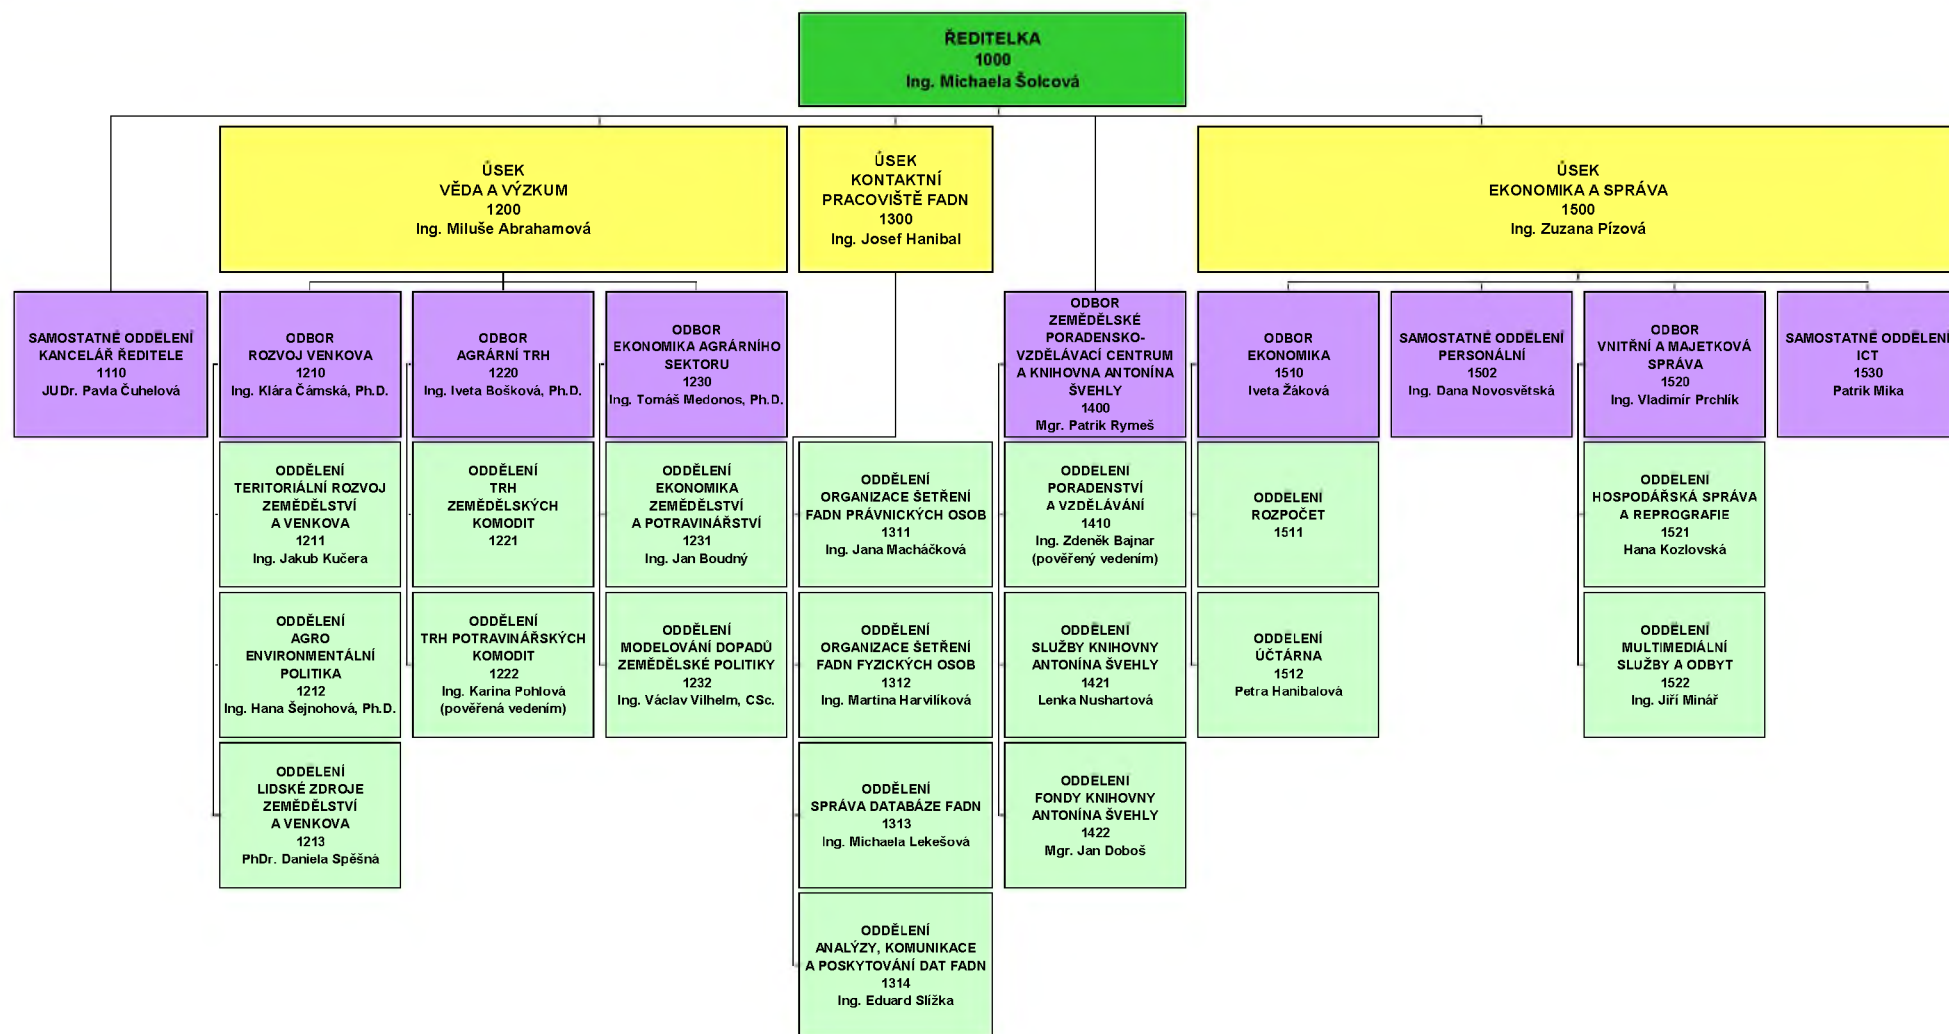 ŘEDITELKA
1000
Ing. Michaela Šolcová
ÚSEK
VĚDA A VÝZKUM
1200
Ing. Miluše Abrahamová
ÚSEK
KONTAKTNÍ
PRACOVIŠTĚ FADN
1300
Ing. Josef Hanibal
ÚSEK
EKONOMIKA A SPRÁVA
1500
Ing. Zuzana Pízová
SAMOSTATNÉ ODDĚLENÍ
KANCELÁŘ ŘEDITELE
1110
JUDr. Pavla Čuhelová
ODBOR
ROZVOJ VENKOVA
1210
Ing. Klára Čámská, Ph.D.
ODBOR
AGRÁRNÍ TRH
1220
Ing. Iveta Bošková, Ph.D.
ODBOR
EKONOMIKA AGRÁRNÍHO
SEKTORU
1230
Ing. Tomáš Medonos, Ph.D.
ODBOR
ZEMĚDĚLSKÉ
PORADENSKO-
VZDĚLÁVACÍ CENTRUM
A KNIHOVNA ANTONÍNA
ŠVEHLY
1400
Mgr. Patrik Rymeš
ODBOR
EKONOMIKA
1510
Iveta Žáková
SAMOSTATNÉ ODDĚLENÍ
PERSONÁLNÍ
1502
Ing. Dana Novosvětská
ODBOR
VNITŘNÍ A MAJETKOVÁ
SPRÁVA
1520
Ing. Vladimír Prchlík
SAMOSTATNÉ ODDĚLENÍ
ICT
1530
Patrik Mika
ODDĚLENÍ
TERITORIÁLNÍ ROZVOJ
ZEMĚDĚLSTVÍ
A VENKOVA
1211
Ing. Jakub Kučera
ODDĚLENÍ
TRH
ZEMĚDĚLSKÝCH
KOMODIT
1221
ODDĚLENÍ
EKONOMIKA
ZEMĚDĚLSTVÍ
A POTRAVINÁŘSTVÍ
1231
Ing. Jan Boudný
ODDĚLENÍ
ORGANIZACE ŠETŘENÍ
FADN PRÁVNICKÝCH OSOB
1311
Ing. Jana Macháčková
ODDĚLENÍ
PORADENSTVÍ
A VZDĚLÁVÁNÍ
1410
Ing. Zdeněk Bajnar
(pověřený vedením)
ODDĚLENÍ
ROZPOČET
1511
ODDĚLENÍ
HOSPODÁŘSKÁ SPRÁVA
A REPROGRAFIE
1521
Hana Kozlovská
ODDĚLENÍ
AGRO
ENVIRONMENTÁLNÍ
POLITIKA
1212
Ing. Hana Šejnohová, Ph.D.
ODDĚLENÍ
TRH POTRAVINÁŘSKÝCH
KOMODIT
1222
Ing. Karina Pohlová
(pověřená vedením)
ODDĚLENÍ
MODELOVÁNÍ DOPADŮ
ZEMĚDĚLSKÉ POLITIKY
1232
Ing. Václav Vilhelm, CSc.
ODDĚLENÍ
ORGANIZACE ŠETŘENÍ
FADN FYZICKÝCH OSOB
1312
Ing. Martina Harvilíková
ODDĚLENÍ
SLUŽBY KNIHOVNY
ANTONÍNA ŠVEHLY
1421
Lenka Nushartová
ODDĚLENÍ
ÚČTÁRNA
1512
Petra Hanibalová
ODDĚLENÍ
MULTIMEDIÁLNÍ
SLUŽBY A ODBYT
1522
Ing. Jiří Minář
ODDĚLENÍ
LIDSKÉ ZDROJE
ZEMĚDĚLSTVÍ
A VENKOVA
1213
PhDr. Daniela Spěšná
ODDĚLENÍ
SPRÁVA DATABÁZE FADN
1313
Ing. Michaela Lekešová
ODDĚLENÍ
FONDY KNIHOVNY
ANTONÍNA ŠVEHLY
1422
Mgr. Jan Doboš
ODDĚLENÍ
ANALÝZY, KOMUNIKACE
A POSKYTOVÁNÍ DAT FADN
1314
Ing. Eduard Slížka